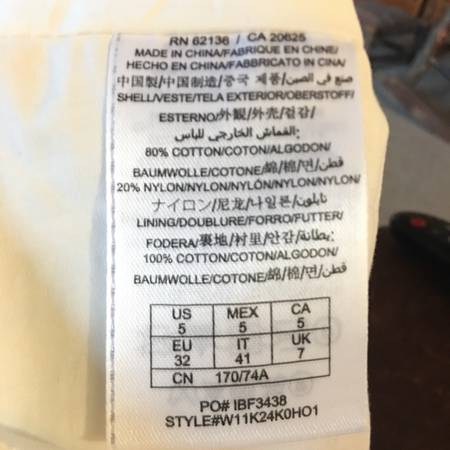 RN 62136 / CA 20625
MADE IN CHINA/FABRIQUE EN CHINE/
HECHO EN CHINA/FABBRICATO IN CINA/
中国製/中国制造/중국 제품/صنع في الصين
SHELL/VESTE/TELA EXTERIOR/OBERSTOFF/
ESTERNO/外観/外壳/겉감/
القماش الخارجي للباس:
80% COTTON/COTON/ALGODON/
BAUMWOLLE/COTONE/綿/棉/면/قطن/
20% NYLON/NYLON/NYLÓN/NYLON/NYLON/
ナイロン/尼龙/나일론/نايلون
LINING/DOUBLURE/FORRO/FUTTER/
FODERA/裏地/衬里/안감/بطانة:
100% COTTON/COTON/ALGODON/
BAUMWOLLE/COTONE/綿/棉/면/قطن/
US 5 MEX 5 CA 5
EU 32 IT 41 UK 7
CN 170/74A
PO# IBF3438
STYLE#W11K24K0HO1